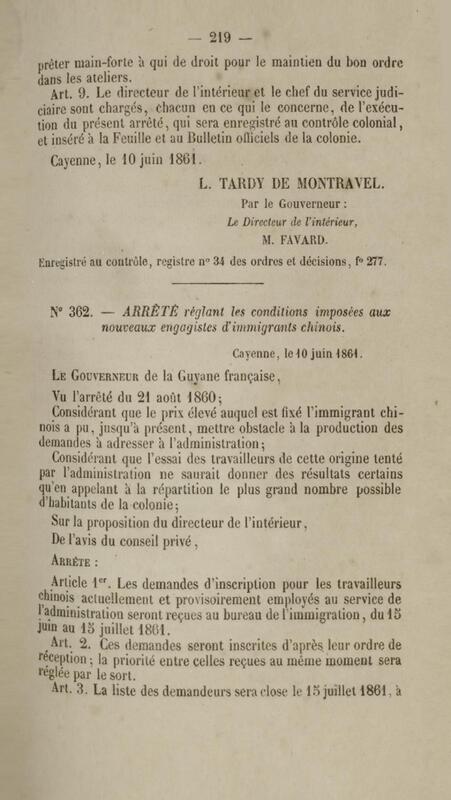 — 219 —
prêter main-forte à qui de droit pour le maintien du bon ordre
dans les ateliers.
Art. 9. Le directeur de l'intérieur et le chef du service judi-
ciaire sont chargés, chacun en ce qui le concerne, de l'exécu-
tion du présent arrêté, qui sera enregistré au contrôle colonial,
et inséré à la Feuille et au Bulletin officiels de la colonie.
Cayenne, le 10 juin 1861.
L. TARDY DE MONTRAVEL.
Par le Gouverneur :
Le Directeur de l'intérieur,
M. FAVARD.
Enregistré au contrôle, registre n° 34 des ordres et décisions, f° 277.
N° 362. — ARRÊTÉ réglant les conditions imposées aux
nouveaux engagistes d'immigrants chinois.
Cayenne, le 10 juin 1861.
LE GOUVERNEUR de la Guyane française,
Vu l'arrêté du 21 août 1860;
Considérant que le prix élevé auquel est fixé l'immigrant chi-
nois a pu, jusqu'à présent, mettre obstacle à la production des
demandes à adresser à l'administration;
Considérant que l'essai des travailleurs de cette origine tenté
par l'administration ne saurait donner des résultats certains
qu'en appelant à la répartition le plus grand nombre possible
d'habitants de la colonie;
Sur la proposition du directeur de l'intérieur,
De l'avis du conseil privé,
ARRÊTE :
Article 1er. Les demandes d'inscription pour les travailleurs
chinois actuellement et provisoirement employés au service de
l'administration seront reçues au bureau de l'immigration, du 15
juin au 15 juillet 1861.
Art. 2. Ces demandes seront inscrites d'après leur ordre de
réception; la priorité entre celles reçues au même moment sera
réglée par le sort.
Art. 3. La liste des demandeurs sera close le 15 juillet 1861, à